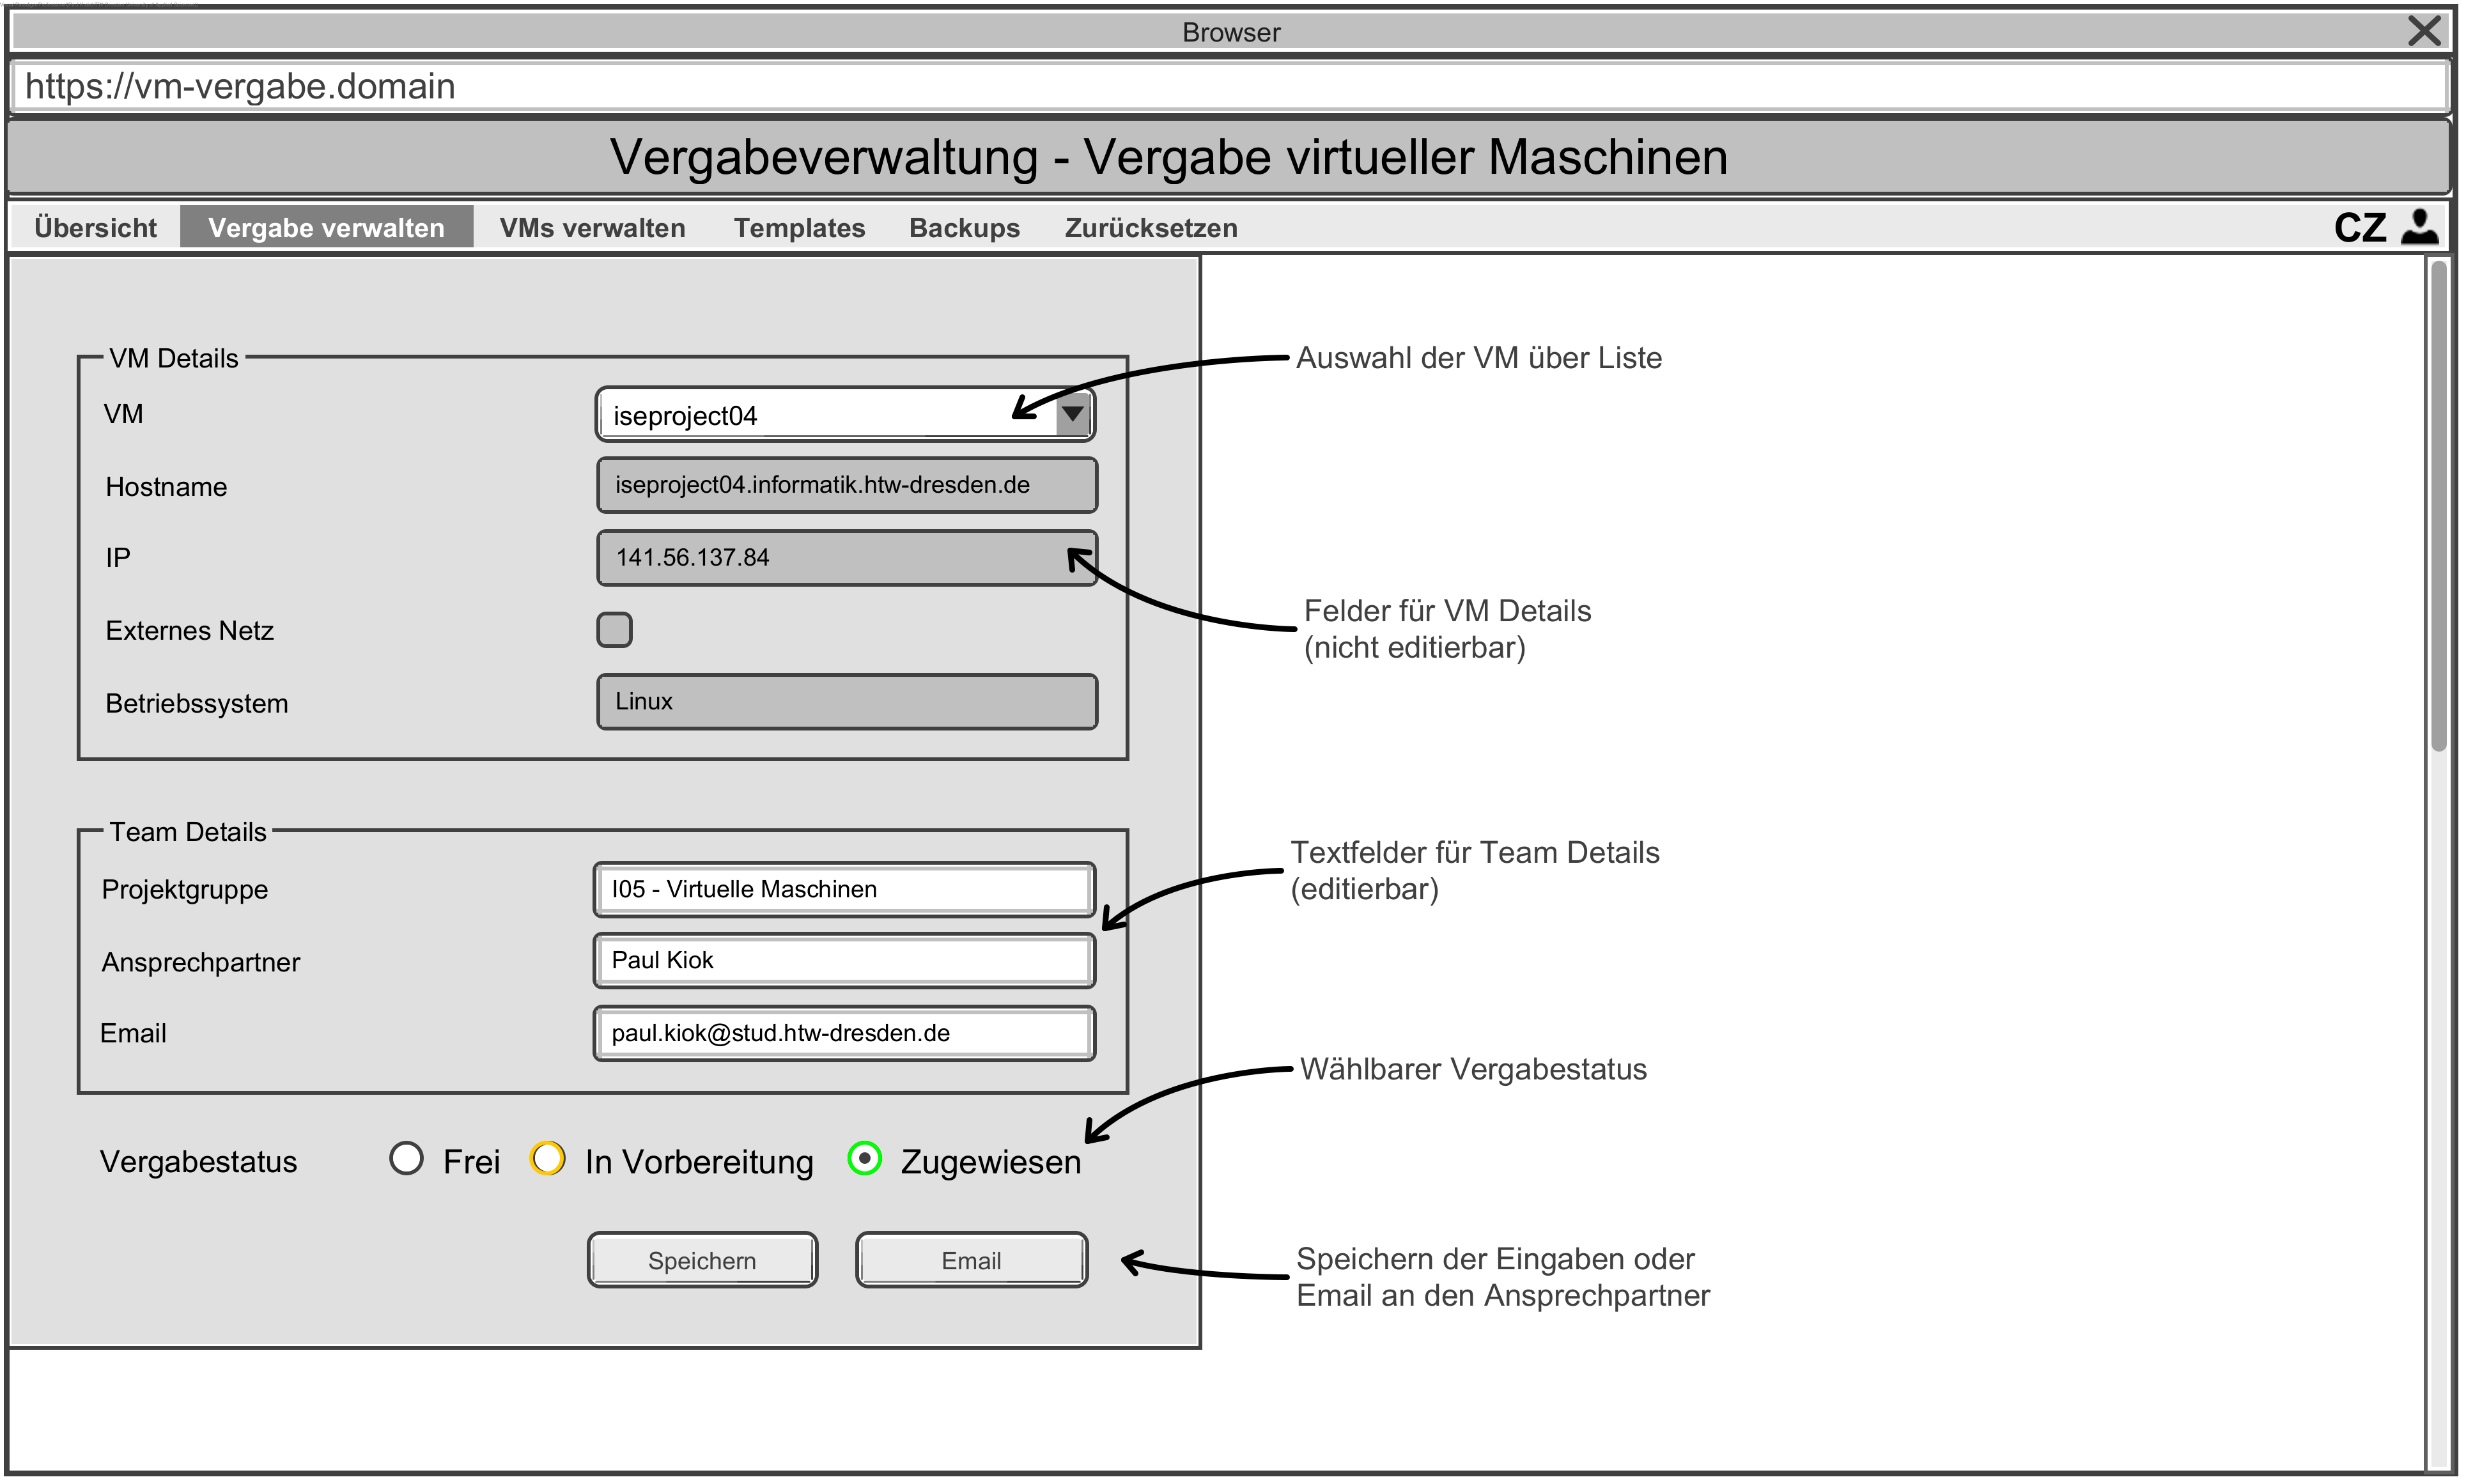 Browser
https://vm-vergabe.domain
Vergabeverwaltung - Vergabe virtueller Maschinen
Übersicht Vergabe verwalten VMs verwalten Templates Backups Zurücksetzen CZ
VM Details
Auswahl der VM über Liste
VM iseproject04
Hostname iseproject04.informatik.htw-dresden.de
IP 141.56.137.84
Felder für VM Details
(nicht editierbar)
Externes Netz
Betriebssystem Linux
Team Details
Textfelder für Team Details
(editierbar)
Projektgruppe I05 - Virtuelle Maschinen
Ansprechpartner Paul Kiok
Email paul.kiok@stud.htw-dresden.de
Wählbarer Vergabestatus
Vergabestatus Frei In Vorbereitung Zugewiesen
Speichern Email
Speichern der Eingaben oder
Email an den Ansprechpartner